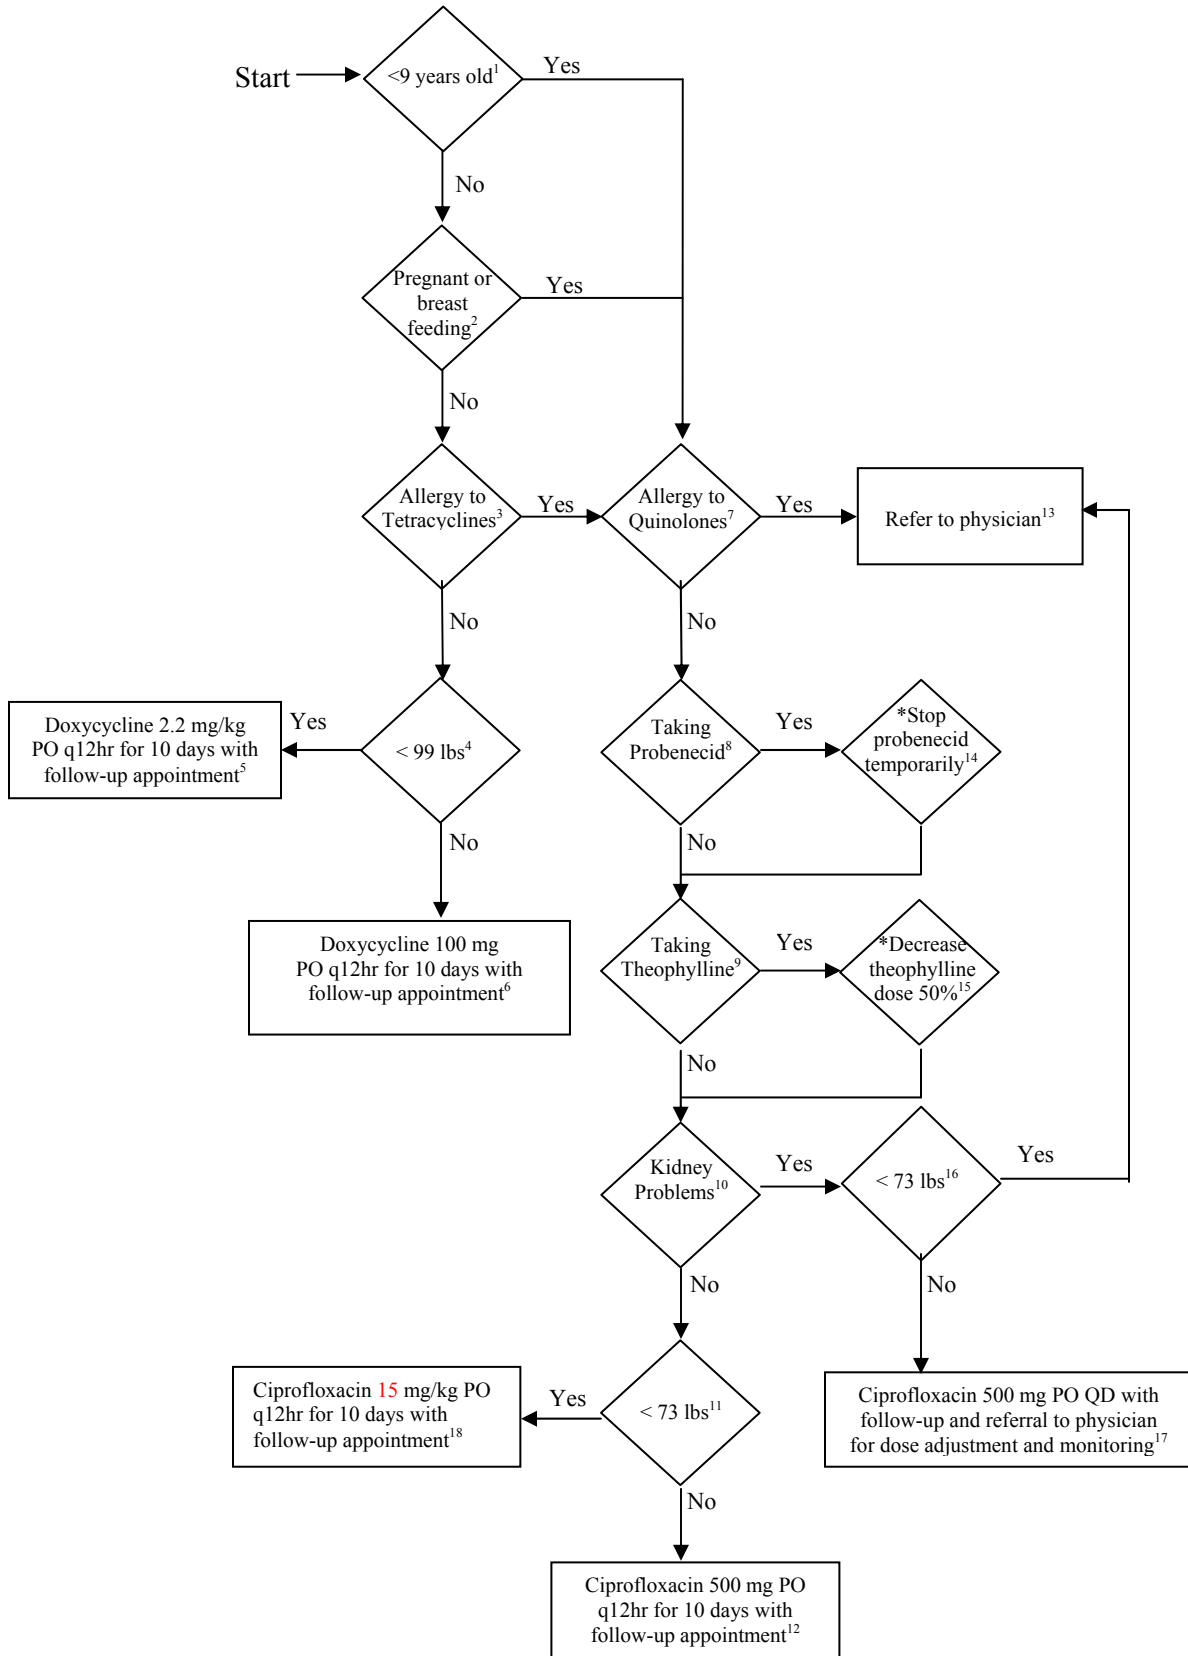 Start
<9 years old1
Yes
No
Pregnant or
breast
feeding2
Yes
No
Allergy to
Tetracyclines3
Yes
Allergy to
Quinolones7
Yes
Refer to physician13
No
No
Doxycycline 2.2 mg/kg
PO q12hr for 10 days with
follow-up appointment5
Yes
< 99 lbs4
Taking
Probenecid8
Yes
*Stop
probenecid
temporarily14
No
No
Doxycycline 100 mg
PO q12hr for 10 days with
follow-up appointment6
Taking
Theophylline9
Yes
*Decrease
theophylline
dose 50%15
No
Kidney
Problems10
Yes
< 73 lbs16
Yes
No
No
Ciprofloxacin 15 mg/kg PO
q12hr for 10 days with
follow-up appointment18
Yes
< 73 lbs11
Ciprofloxacin 500 mg PO QD with
follow-up and referral to physician
for dose adjustment and monitoring17
No
Ciprofloxacin 500 mg PO
q12hr for 10 days with
follow-up appointment12